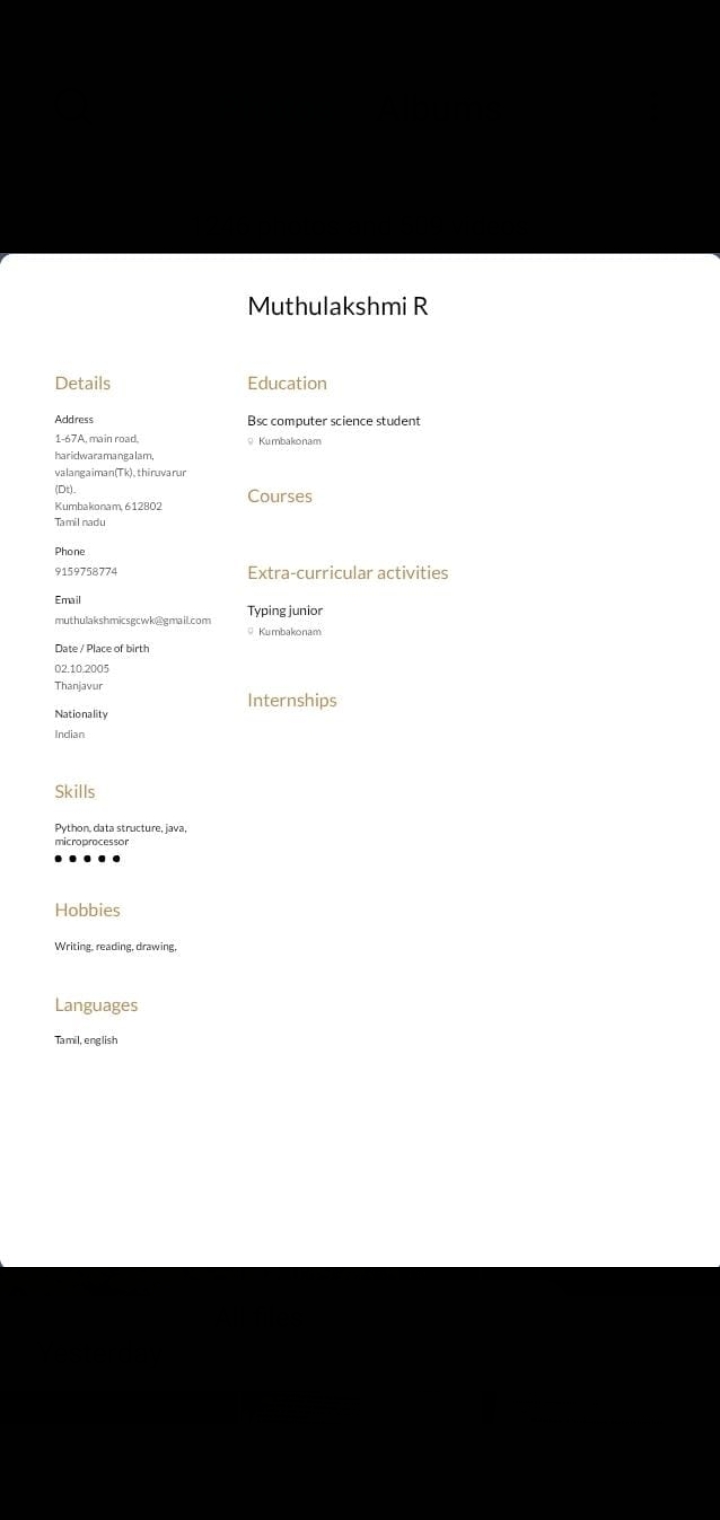 Muthulakshmi R
Details
Address
1-67A, main road,
haridwaramangalam,
valangaiman(Tk), thiruvarur
(Dt).
Kumbakonam, 612802
Tamil nadu
Phone
9159758774
Email
muthulakshmicsgcwk@gmail.com
Date / Place of birth
02.10.2005
Thanjavur
Nationality
Indian
Skills
Python, data structure, java,
microprocessor
Hobbies
Writing, reading, drawing,
Languages
Tamil, english
Education
Bsc computer science student
Kumbakonam
Courses
Extra-curricular activities
Typing junior
Kumbakonam
Internships